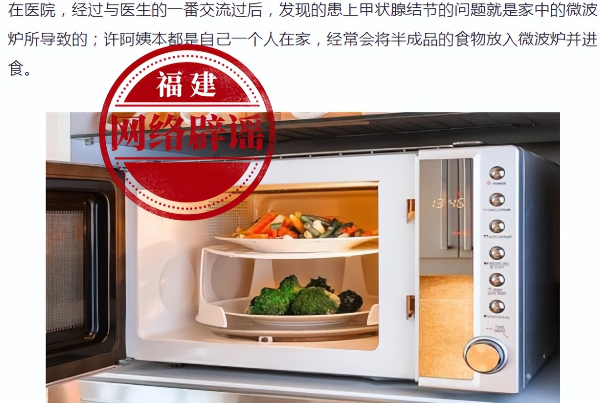 在医院，经过与医生的一番交流过后，发现的患上甲状腺结节的问题就是家中的微波
炉所导致的；许阿姨本都是自己一个人在家，经常会将半成品的食物放入微波炉并进
食。
福建
网络辟谣
13:46